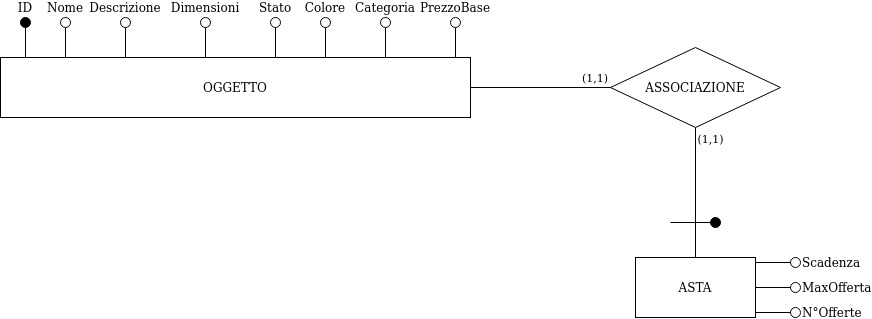 ID Nome Descrizione Dimensioni Stato Colore Categoria PrezzoBase
OGGETTO
(1,1)
ASSOCIAZIONE
(1,1)
Scadenza
ASTA
MaxOfferta
N°Offerte